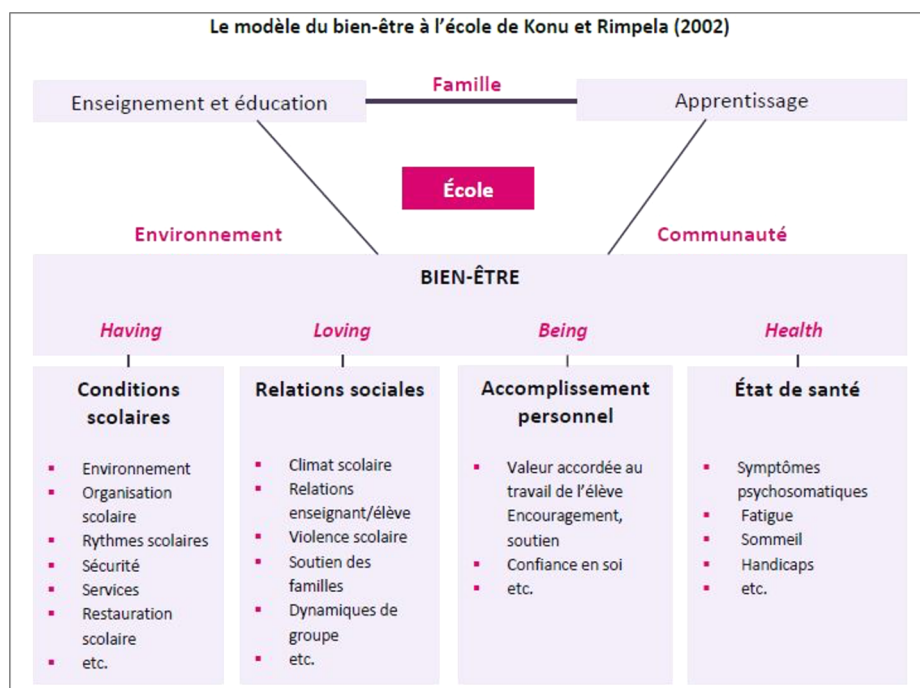 Le modèle du bien-être à l’école de Konu et Rimpela (2002)
Famille
Enseignement et éducation
Apprentissage
École
Environnement
Communauté
BIEN-ÊTRE
Having
Loving
Being
Health
Conditions
scolaires
▪ Environnement
▪ Organisation
scolaire
▪ Rythmes scolaires
▪ Sécurité
▪ Services
▪ Restauration
scolaire
▪ etc.
Relations sociales
▪ Climat scolaire
▪ Relations
enseignant/élève
▪ Violence scolaire
▪ Soutien des
familles
▪ Dynamiques de
groupe
▪ etc.
Accomplissement
personnel
▪ Valeur accordée au
travail de l’élève
Encouragement,
soutien
▪ Confiance en soi
▪ etc.
État de santé
▪ Symptômes
psychosomatiques
▪ Fatigue
▪ Sommeil
▪ Handicaps
▪ etc.